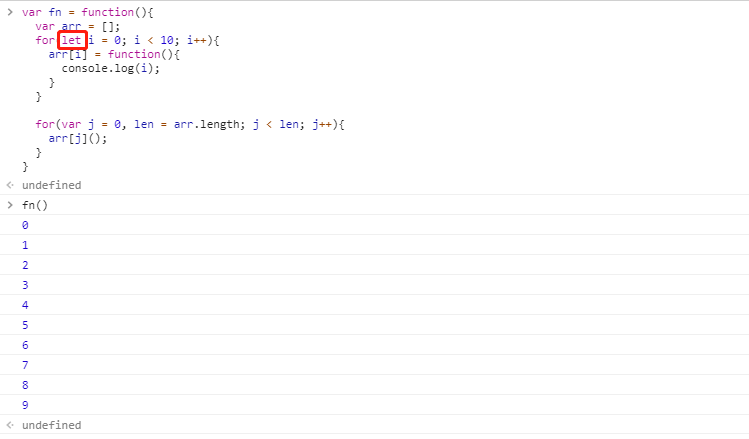 > var fn = function(){
var arr = [];
for(let i = 0; i < 10; i++){
arr[i] = function(){
console.log(i);
}
}
for(var j = 0, len = arr.length; j < len; j++){
arr[j]();
}
}
undefined
> fn()
0
1
2
3
4
5
6
7
8
9
undefined